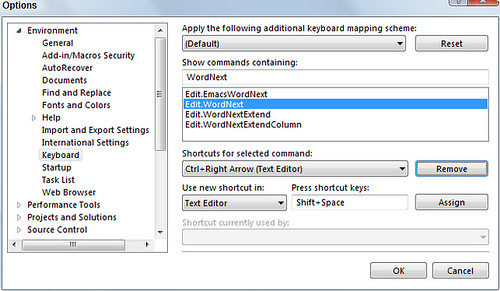 Options
Environment
General
Add-in/Macros Security
AutoRecover
Documents
Find and Replace
Fonts and Colors
Help
Import and Export Settings
International Settings
Keyboard
Startup
Task List
Web Browser
Performance Tools
Projects and Solutions
Source Control
Apply the following additional keyboard mapping scheme:
(Default)
Reset
Show commands containing:
WordNext
Edit.EmacsWordNext
Edit.WordNext
Edit.WordNextExtend
Edit.WordNextExtendColumn
Shortcuts for selected command:
Ctrl+Right Arrow (Text Editor)
Remove
Use new shortcut in:
Press shortcut keys:
Text Editor
Shift+Space
Assign
Shortcut currently used by:
OK
Cancel